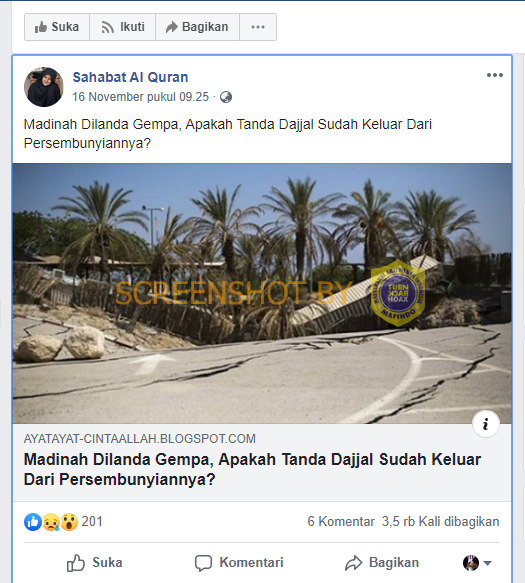 Suka Ikuti Bagikan ...
Sahabat Al Quran
16 November pukul 09.25 ·
Madinah Dilanda Gempa, Apakah Tanda Dajjal Sudah Keluar Dari
Persembunyiannya?
SCREENSHOT BY
TURN
BACK
HOAX
MAFINDO
AYATAYAT-CINTAALLAH.BLOGSPOT.COM
i
Madinah Dilanda Gempa, Apakah Tanda Dajjal Sudah Keluar
Dari Persembunyiannya?
201 6 Komentar 3,5 rb Kali dibagikan
Suka Komentari Bagikan